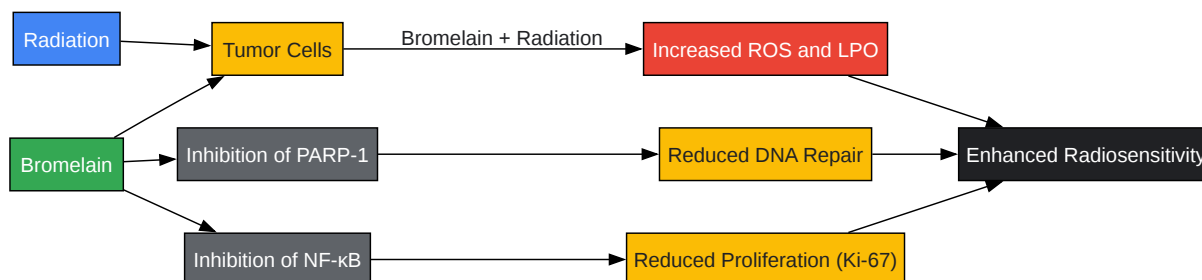 Radiation
Tumor Cells
Bromelain + Radiation
Increased ROS and LPO
Bromelain
Inhibition of PARP-1
Reduced DNA Repair
Enhanced Radiosensitivity
Inhibition of NF-κB
Reduced Proliferation (Ki-67)